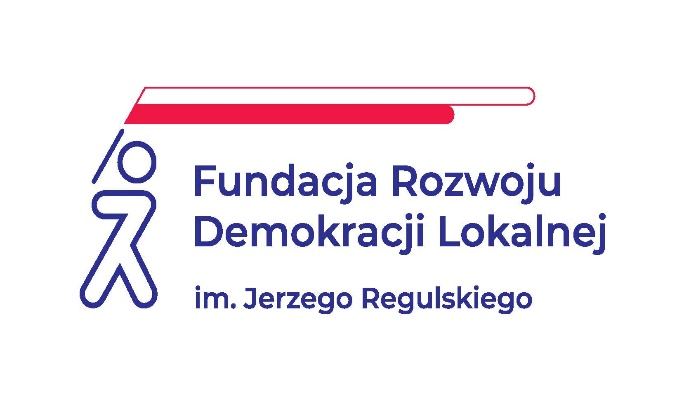 Fundacja Rozwoju
Demokracji Lokalnej
im. Jerzego Regulskiego